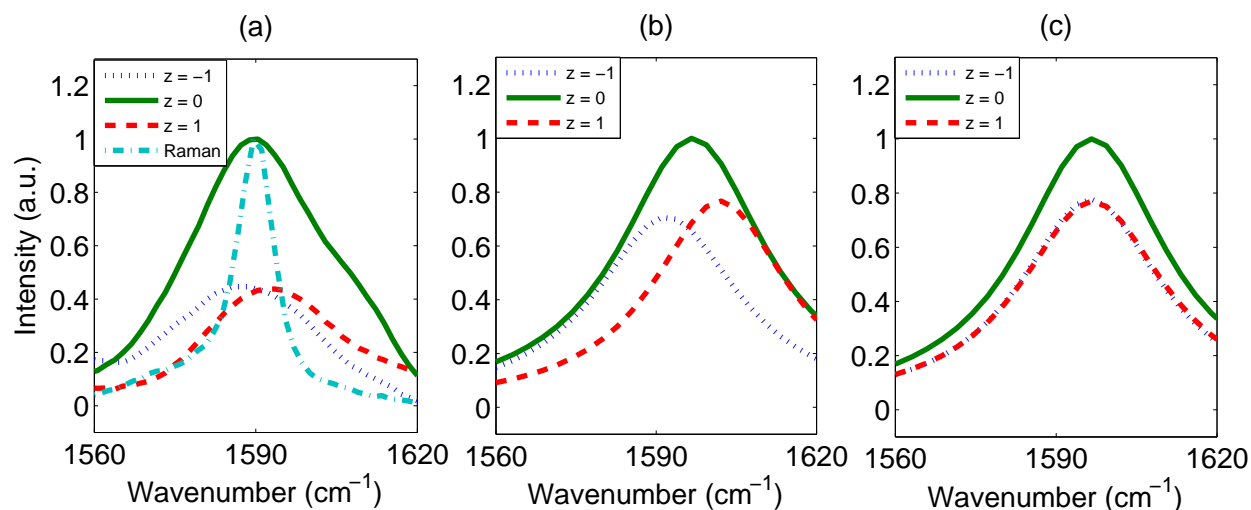 (a)
z = −1
z = 0
z = 1
Raman
1.2
1
0.8
0.6
0.4
0.2
0
Intensity (a.u.)
1560
1590
1620
Wavenumber (cm⁻¹)
(b)
z = −1
z = 0
z = 1
1.2
1
0.8
0.6
0.4
0.2
0
1560
1590
1620
Wavenumber (cm⁻¹)
(c)
z = −1
z = 0
z = 1
1.2
1
0.8
0.6
0.4
0.2
0
1560
1590
1620
Wavenumber (cm⁻¹)